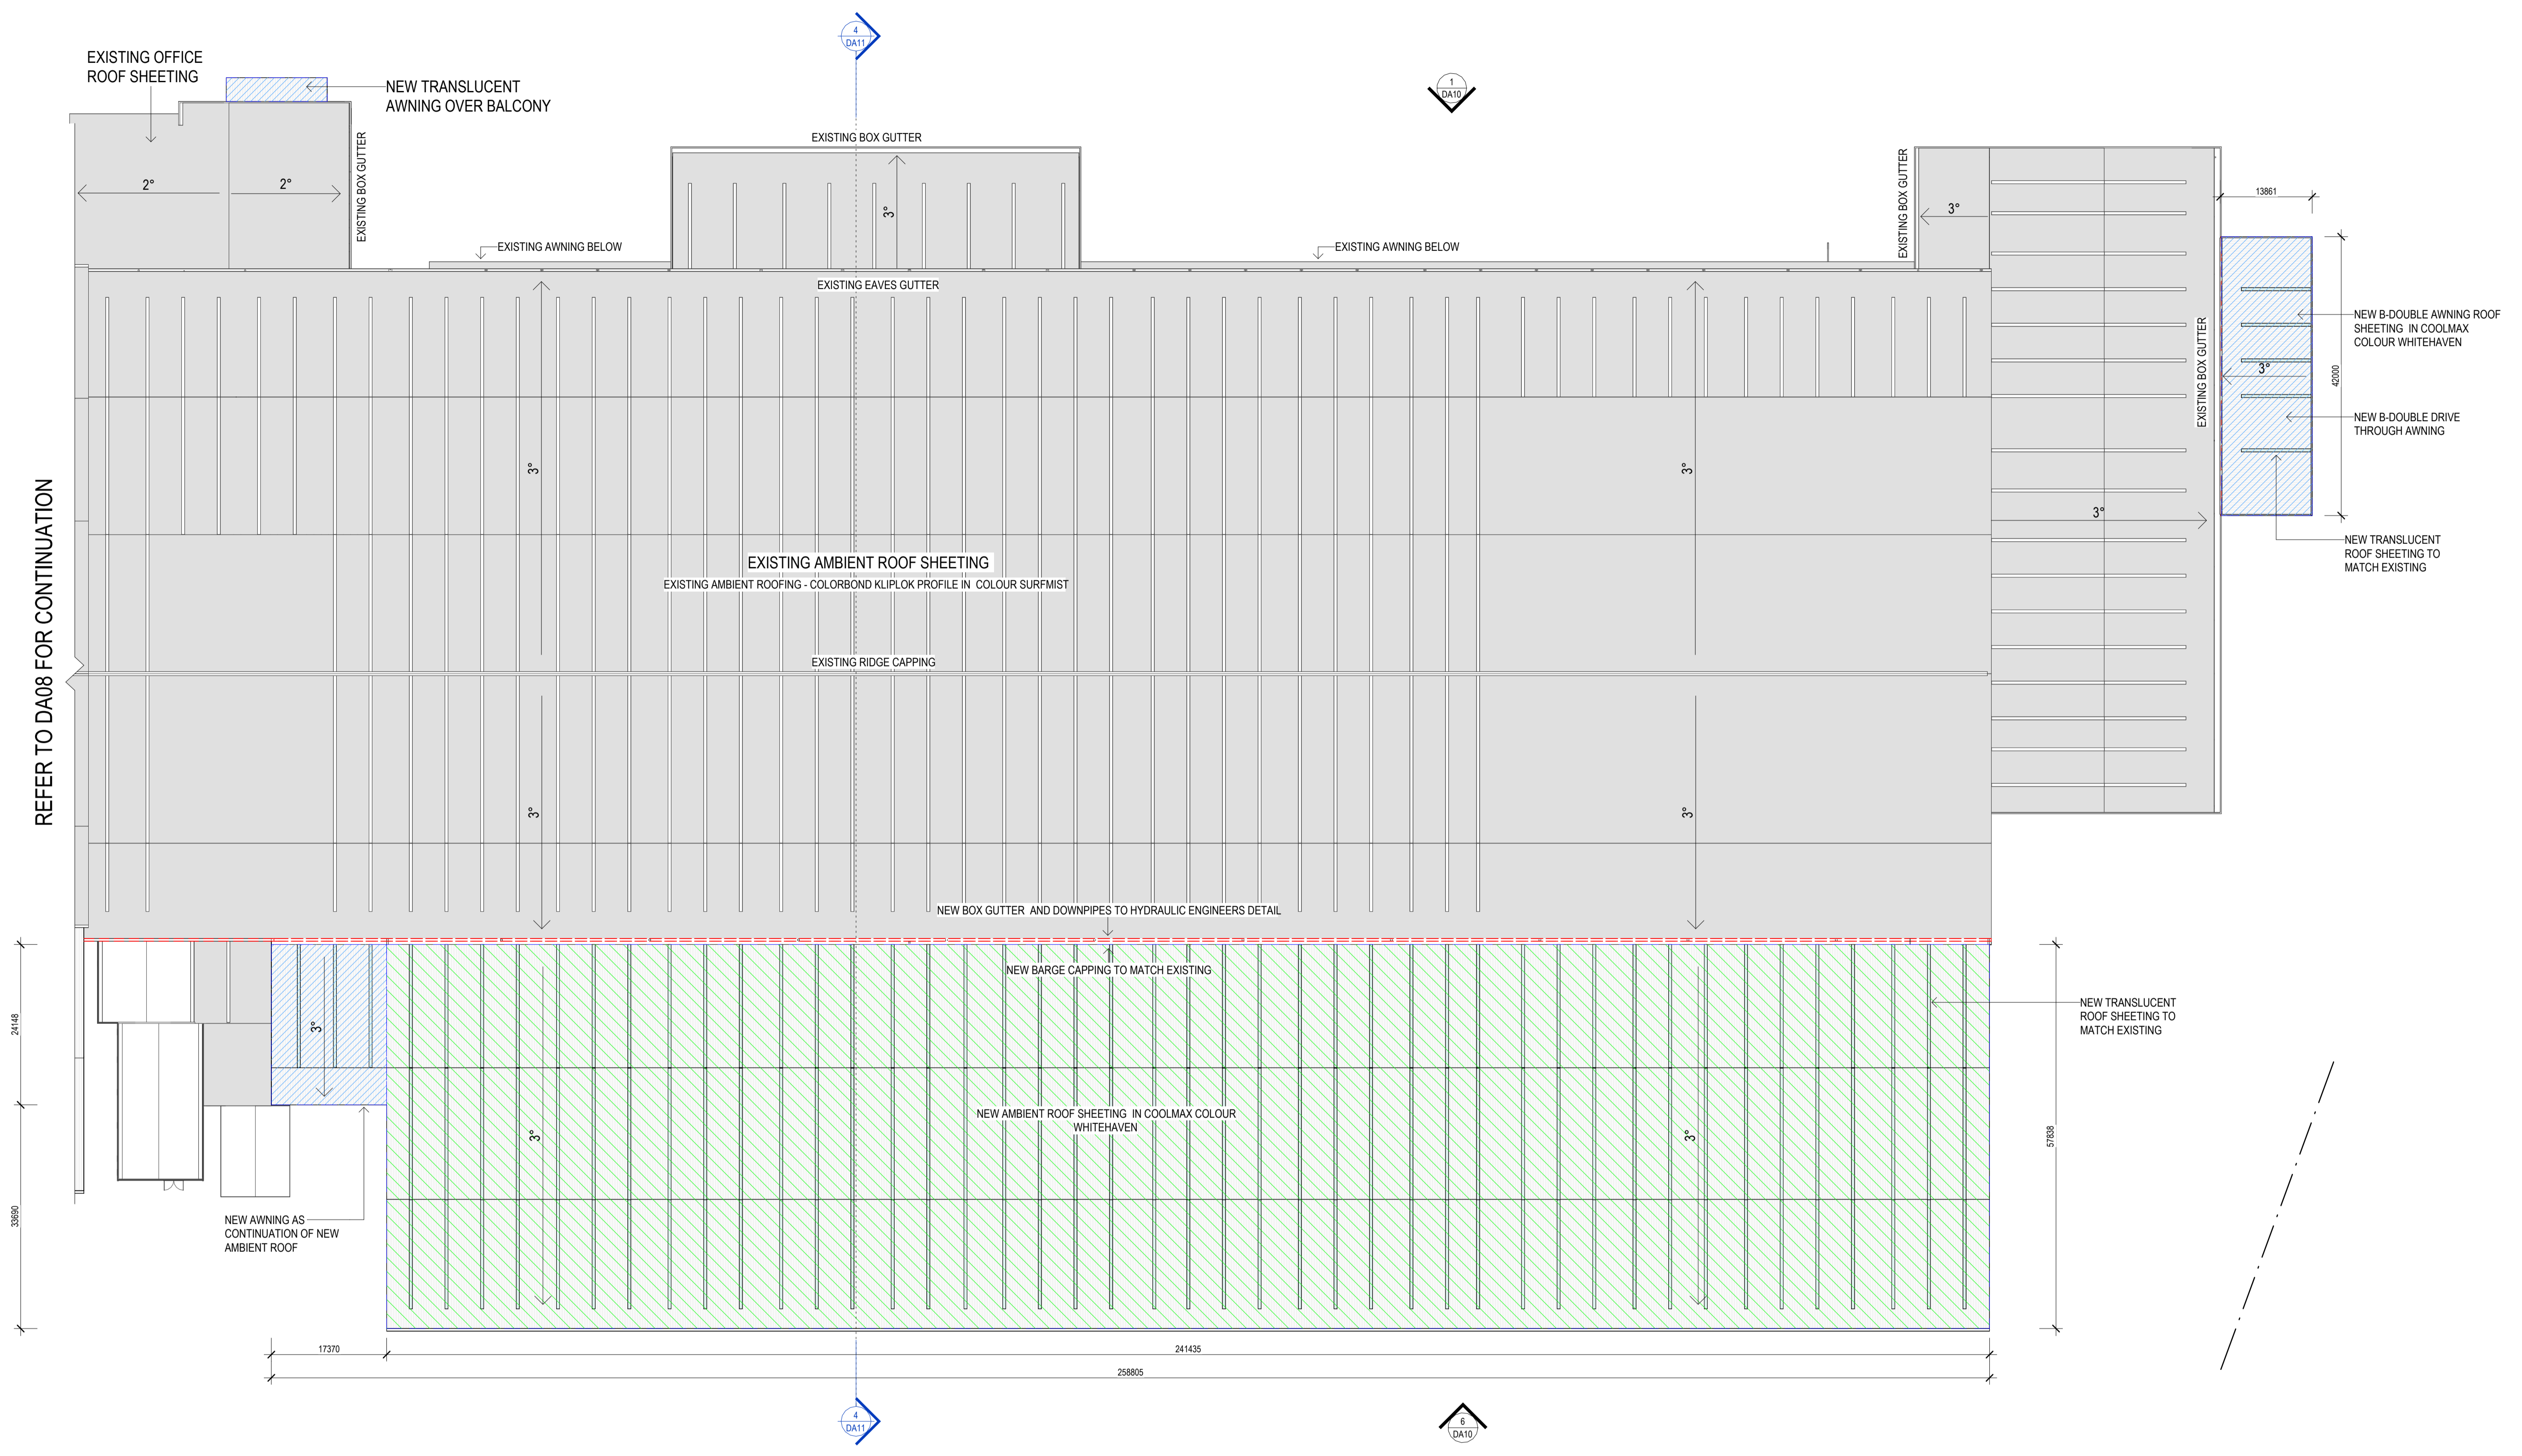 4
DA11
1
DA10
EXISTING OFFICE
ROOF SHEETING
NEW TRANSLUCENT
AWNING OVER BALCONY
EXISTING BOX GUTTER
EXISTING BOX GUTTER
EXISTING BOX GUTTER
2°
2°
3°
3°
13861
EXISTING AWNING BELOW
EXISTING AWNING BELOW
EXISTING EAVES GUTTER
NEW B-DOUBLE AWNING ROOF
SHEETING IN COOLMAX
COLOUR WHITEHAVEN
EXISTING BOX GUTTER
3°
42000
NEW B-DOUBLE DRIVE
THROUGH AWNING
3°
3°
3°
NEW TRANSLUCENT
ROOF SHEETING TO
MATCH EXISTING
EXISTING AMBIENT ROOF SHEETING
EXISTING AMBIENT ROOFING - COLORBOND KLIPLOK PROFILE IN COLOUR SURFMIST
REFER TO DA08 FOR CONTINUATION
EXISTING RIDGE CAPPING
3°
3°
NEW BOX GUTTER AND DOWNPIPES TO HYDRAULIC ENGINEERS DETAIL
NEW BARGE CAPPING TO MATCH EXISTING
NEW TRANSLUCENT
ROOF SHEETING TO
MATCH EXISTING
24148
3°
NEW AMBIENT ROOF SHEETING IN COOLMAX COLOUR
WHITEHAVEN
3°
3°
57838
33690
NEW AWNING AS
CONTINUATION OF NEW
AMBIENT ROOF
17370
241435
258805
4
DA11
6
DA10